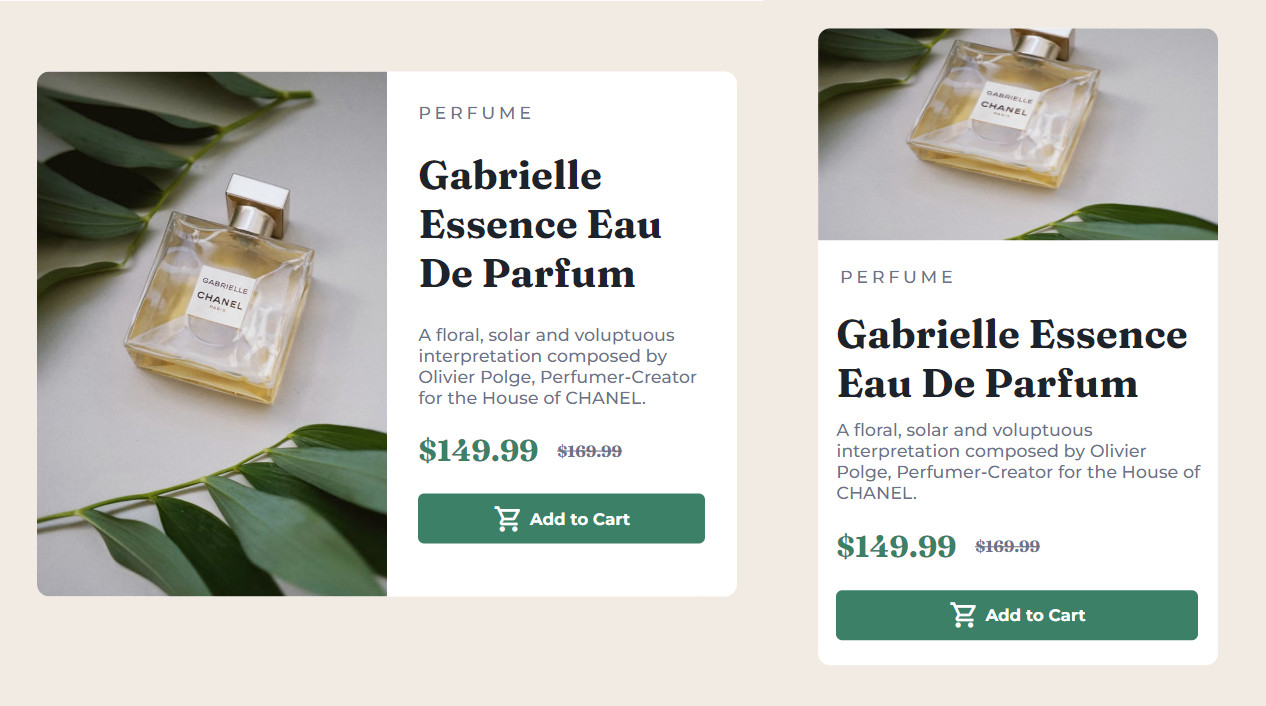 GABRIELLE
CHANEL
PARIS
PERFUME
Gabrielle
Essence Eau
De Parfum
A floral, solar and voluptuous
interpretation composed by
Olivier Polge, Perfumer-Creator
for the House of CHANEL.
$149.99 $169.99
Add to Cart
GABRIELLE
CHANEL
PARIS
PERFUME
Gabrielle Essence
Eau De Parfum
A floral, solar and voluptuous
interpretation composed by Olivier
Polge, Perfumer-Creator for the House of
CHANEL.
$149.99 $169.99
Add to Cart